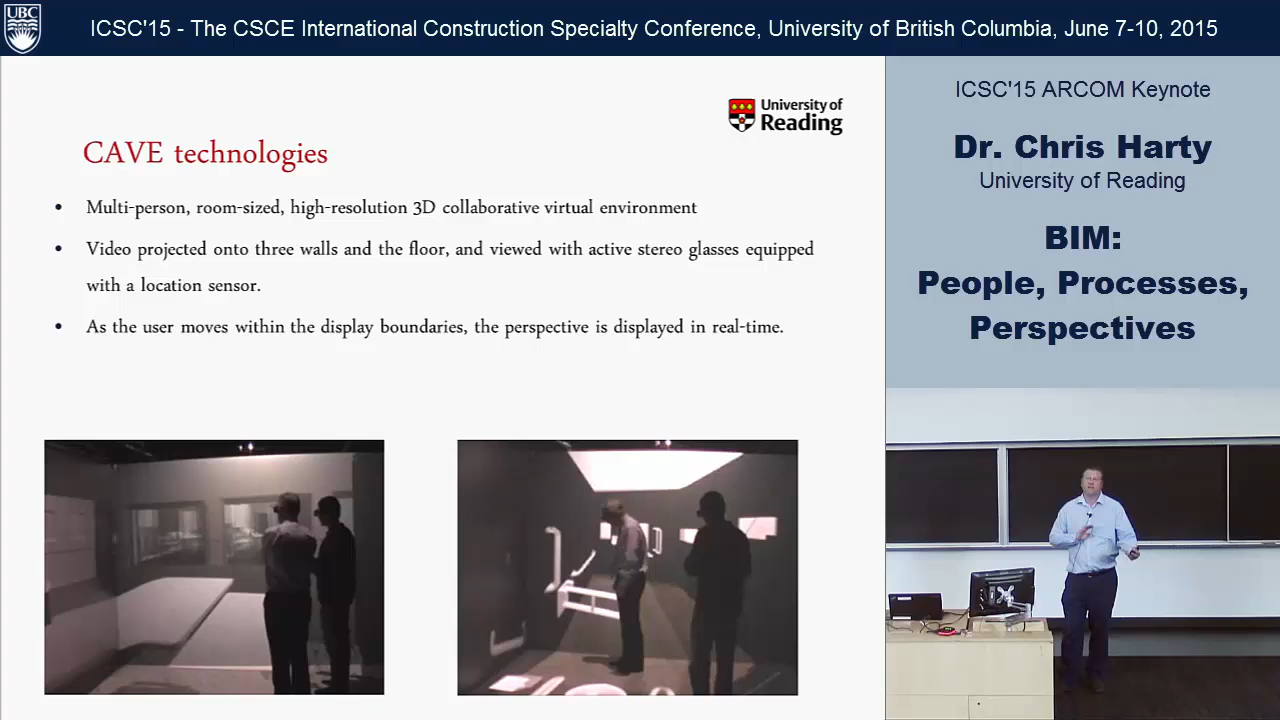 UBC
ICSC'15 - The CSCE International Construction Specialty Conference, University of British Columbia, June 7-10, 2015
University of
Reading
CAVE technologies
• Multi-person, room-sized, high-resolution 3D collaborative virtual environment
• Video projected onto three walls and the floor, and viewed with active stereo glasses equipped
with a location sensor.
• As the user moves within the display boundaries, the perspective is displayed in real-time.
ICSC'15 ARCOM Keynote
Dr. Chris Harty
University of Reading
BIM:
People, Processes,
Perspectives